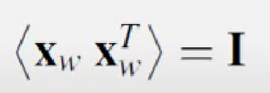 ⟨𝐱_w 𝐱_w^T⟩ = 𝐈